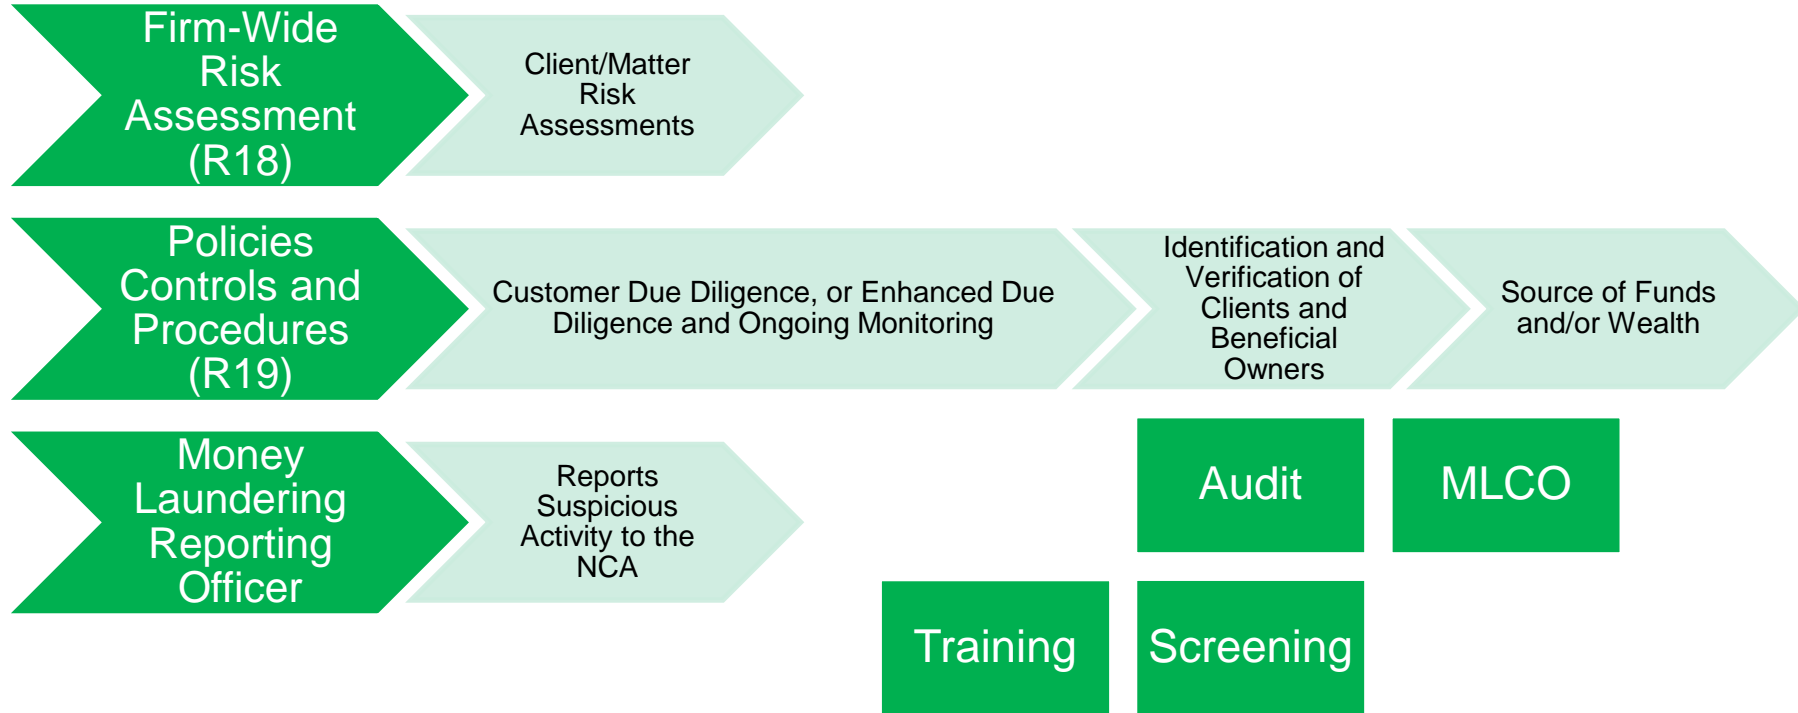 Firm-Wide
Risk
Assessment
(R18)
Client/Matter
Risk
Assessments
Policies
Controls and
Procedures
(R19)
Customer Due Diligence, or Enhanced Due
Diligence and Ongoing Monitoring
Identification and
Verification of
Clients and
Beneficial
Owners
Source of Funds
and/or Wealth
Money
Laundering
Reporting
Officer
Reports
Suspicious
Activity to the
NCA
Audit
MLCO
Training
Screening